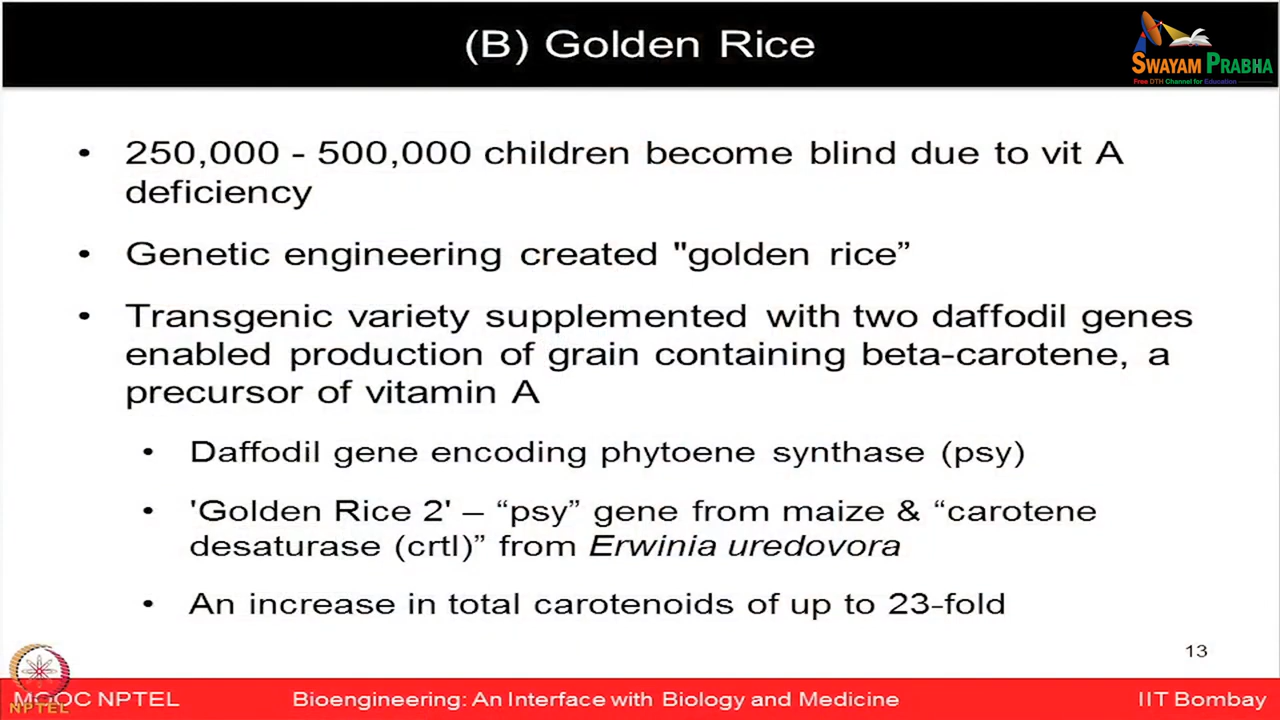 (B) Golden Rice
SWAYAM PRABHA
Free DTH Channel for Education
• 250,000 - 500,000 children become blind due to vit A
deficiency
• Genetic engineering created "golden rice”
• Transgenic variety supplemented with two daffodil genes
enabled production of grain containing beta-carotene, a
precursor of vitamin A
• Daffodil gene encoding phytoene synthase (psy)
• 'Golden Rice 2' – “psy” gene from maize & “carotene
desaturase (crtl)” from Erwinia uredovora
• An increase in total carotenoids of up to 23-fold
13
MOOC NPTEL Bioengineering: An Interface with Biology and Medicine IIT Bombay
NPTEL